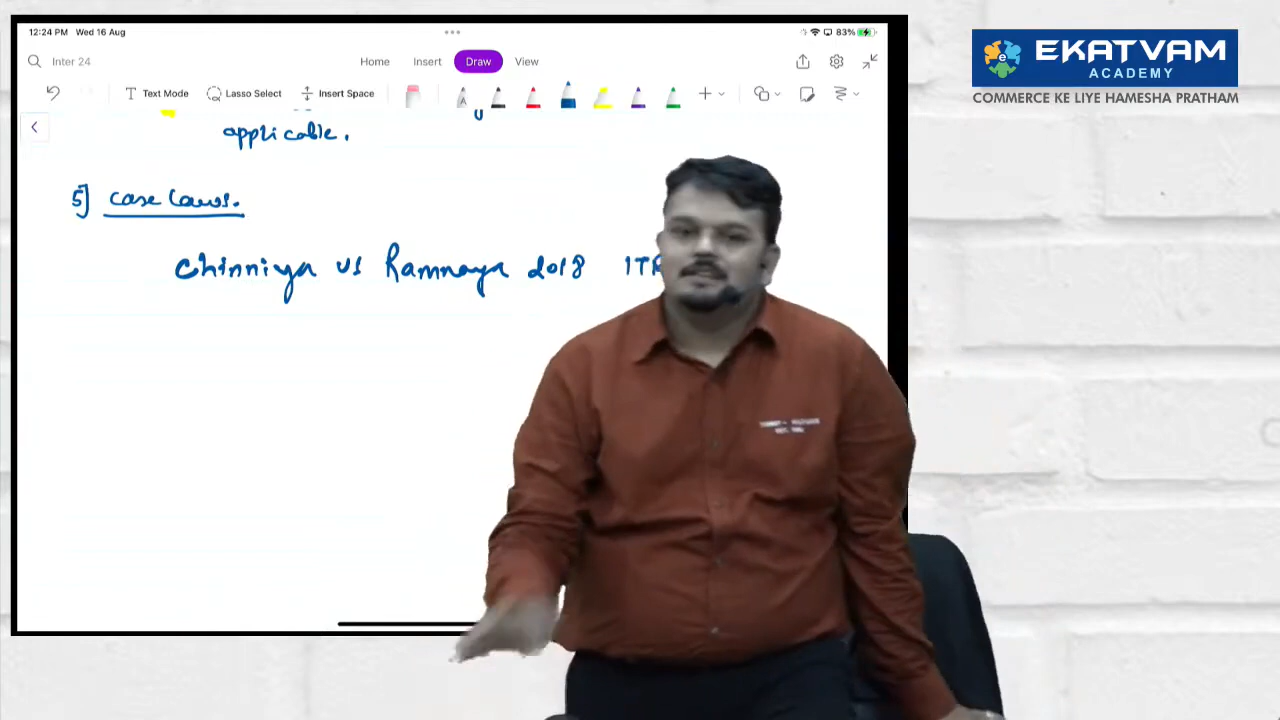 12:24 PM Wed 16 Aug
83%
Inter 24
Home Insert Draw View
Text Mode Lasso Select Insert Space
applicable.
5] Case Laws.
Chinniya vs Ramnaya 2018
EKATVAM
ACADEMY
COMMERCE KE LIYE HAMESHA PRATHAM